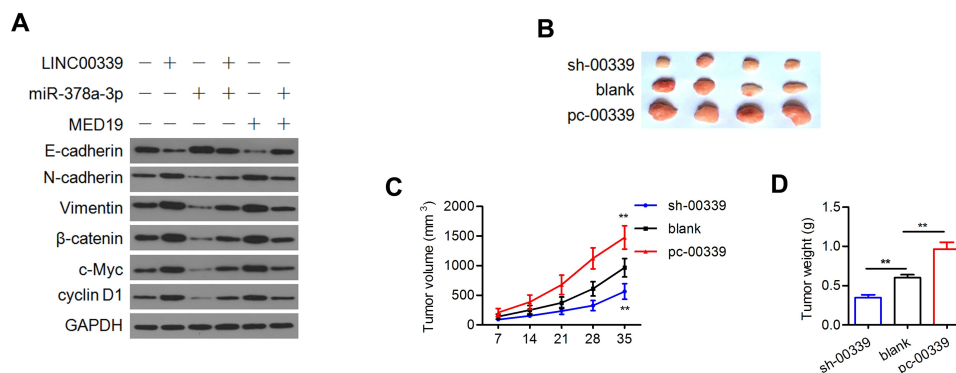 A
LINC00339 — + — + — —
miR-378a-3p — — + + — +
MED19 — — — — + +
E-cadherin
N-cadherin
Vimentin
β-catenin
c-Myc
cyclin D1
GAPDH
B
sh-00339
blank
pc-00339
C
sh-00339
blank
pc-00339
Tumor volume (mm³)
2000
1500
1000
500
0
**
**
7 14 21 28 35
D
Tumor weight (g)
1.5
1.0
0.5
0.0
**
**
sh-00339
blank
pc-00339